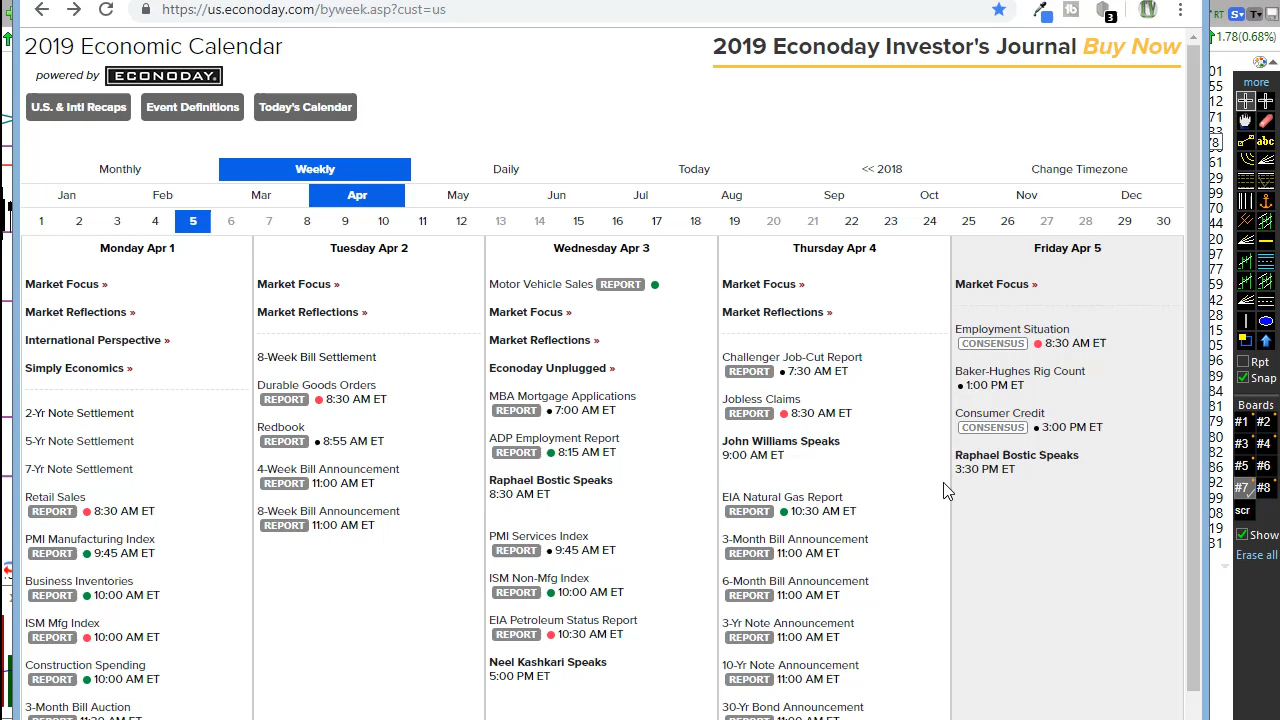 https://us.econoday.com/byweek.asp?cust=us
3
RT S T
1.78(0.68%)
2019 Economic Calendar
2019 Econoday Investor's Journal Buy Now
powered by ECONODAY.
U.S. & Intl Recaps Event Definitions Today's Calendar
more
abc
Monthly Weekly Daily Today << 2018 Change Timezone
Jan Feb Mar Apr May Jun Jul Aug Sep Oct Nov Dec
1 2 3 4 5 6 7 8 9 10 11 12 13 14 15 16 17 18 19 20 21 22 23 24 25 26 27 28 29 30
Monday Apr 1
Market Focus »
Market Reflections »
International Perspective »
Simply Economics »
2-Yr Note Settlement
5-Yr Note Settlement
7-Yr Note Settlement
Retail Sales
REPORT 8:30 AM ET
PMI Manufacturing Index
REPORT 9:45 AM ET
Business Inventories
REPORT 10:00 AM ET
ISM Mfg Index
REPORT 10:00 AM ET
Construction Spending
REPORT 10:00 AM ET
3-Month Bill Auction
Tuesday Apr 2
Market Focus »
Market Reflections »
8-Week Bill Settlement
Durable Goods Orders
REPORT 8:30 AM ET
Redbook
REPORT 8:55 AM ET
4-Week Bill Announcement
REPORT 11:00 AM ET
8-Week Bill Announcement
REPORT 11:00 AM ET
Wednesday Apr 3
Motor Vehicle Sales REPORT
Market Focus »
Market Reflections »
Econoday Unplugged »
MBA Mortgage Applications
REPORT 7:00 AM ET
ADP Employment Report
REPORT 8:15 AM ET
Raphael Bostic Speaks
8:30 AM ET
PMI Services Index
REPORT 9:45 AM ET
ISM Non-Mfg Index
REPORT 10:00 AM ET
EIA Petroleum Status Report
REPORT 10:30 AM ET
Neel Kashkari Speaks
5:00 PM ET
Thursday Apr 4
Market Focus »
Market Reflections »
Challenger Job-Cut Report
REPORT 7:30 AM ET
Jobless Claims
REPORT 8:30 AM ET
John Williams Speaks
9:00 AM ET
EIA Natural Gas Report
REPORT 10:30 AM ET
3-Month Bill Announcement
REPORT 11:00 AM ET
6-Month Bill Announcement
REPORT 11:00 AM ET
3-Yr Note Announcement
REPORT 11:00 AM ET
10-Yr Note Announcement
REPORT 11:00 AM ET
30-Yr Bond Announcement
Friday Apr 5
Market Focus »
Employment Situation
CONSENSUS 8:30 AM ET
Baker-Hughes Rig Count
1:00 PM ET
Consumer Credit
CONSENSUS 3:00 PM ET
Raphael Bostic Speaks
3:30 PM ET
Rpt
Snap
Boards
#1 #2
#3 #4
#5 #6
#7 #8
scr
Show
Erase all